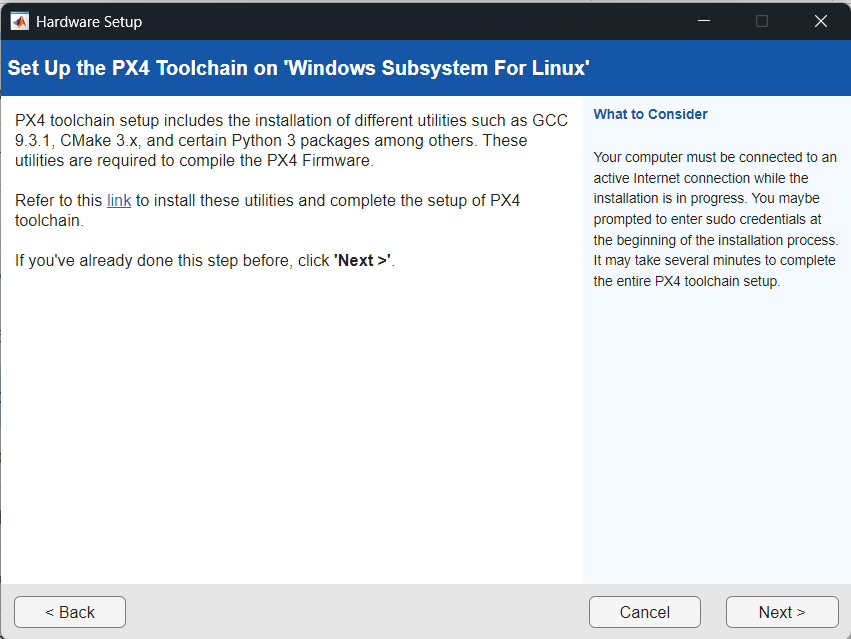 Hardware Setup
Set Up the PX4 Toolchain on 'Windows Subsystem For Linux'
PX4 toolchain setup includes the installation of different utilities such as GCC
9.3.1, CMake 3.x, and certain Python 3 packages among others. These
utilities are required to compile the PX4 Firmware.
Refer to this link to install these utilities and complete the setup of PX4
toolchain.
If you've already done this step before, click 'Next >'.
What to Consider
Your computer must be connected to an
active Internet connection while the
installation is in progress. You maybe
prompted to enter sudo credentials at
the beginning of the installation process.
It may take several minutes to complete
the entire PX4 toolchain setup.
< Back
Cancel
Next >